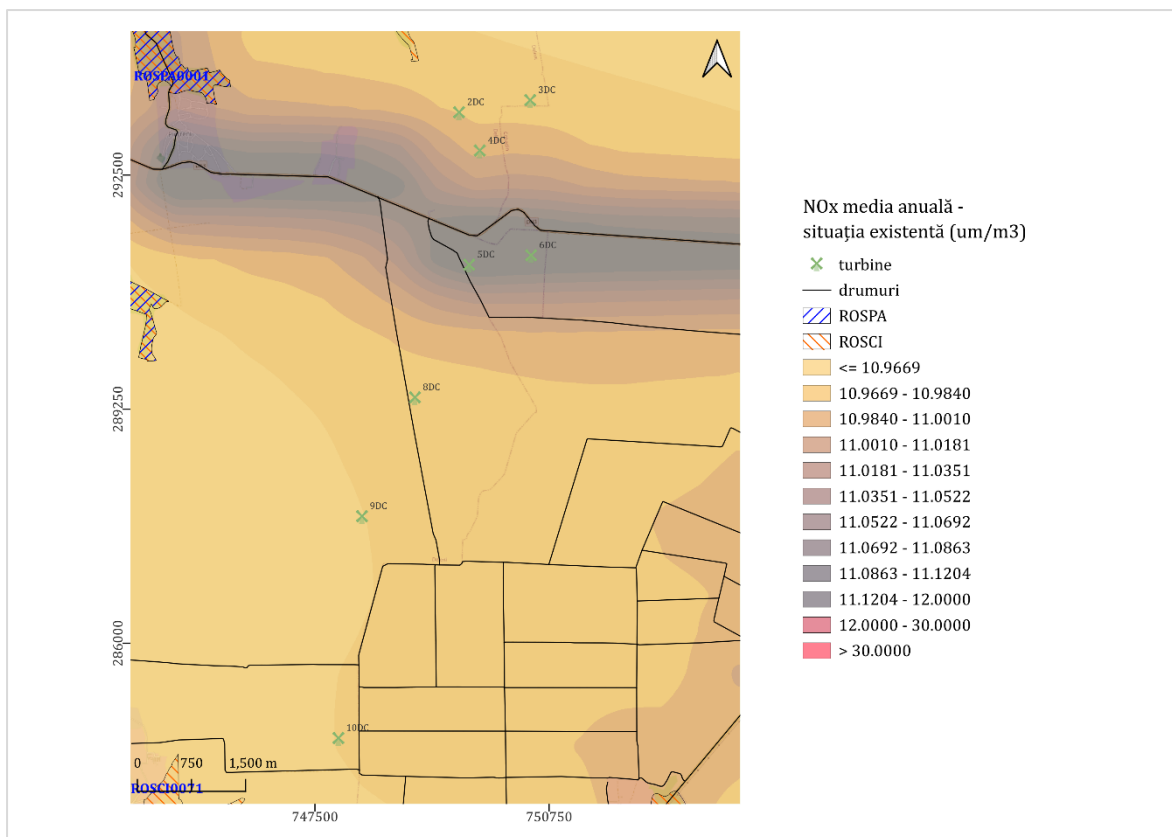 ROSPA0001
3DC
2DC
4DC
292500
6DC
5DC
8DC
289250
9DC
286000
10DC
0 750 1,500 m
ROSCI0071
747500 750750
NOx media anuală -
situația existentă (um/m3)
turbine
drumuri
ROSPA
ROSCI
<= 10.9669
10.9669 - 10.9840
10.9840 - 11.0010
11.0010 - 11.0181
11.0181 - 11.0351
11.0351 - 11.0522
11.0522 - 11.0692
11.0692 - 11.0863
11.0863 - 11.1204
11.1204 - 12.0000
12.0000 - 30.0000
> 30.0000